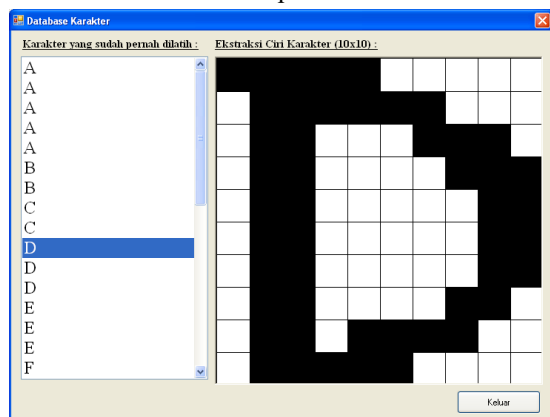 Database Karakter
Karakter yang sudah pernah dilatih :
Ekstraksi Ciri Karakter (10x10) :
A
A
A
A
A
B
B
C
C
D
D
D
E
E
E
F
Keluar